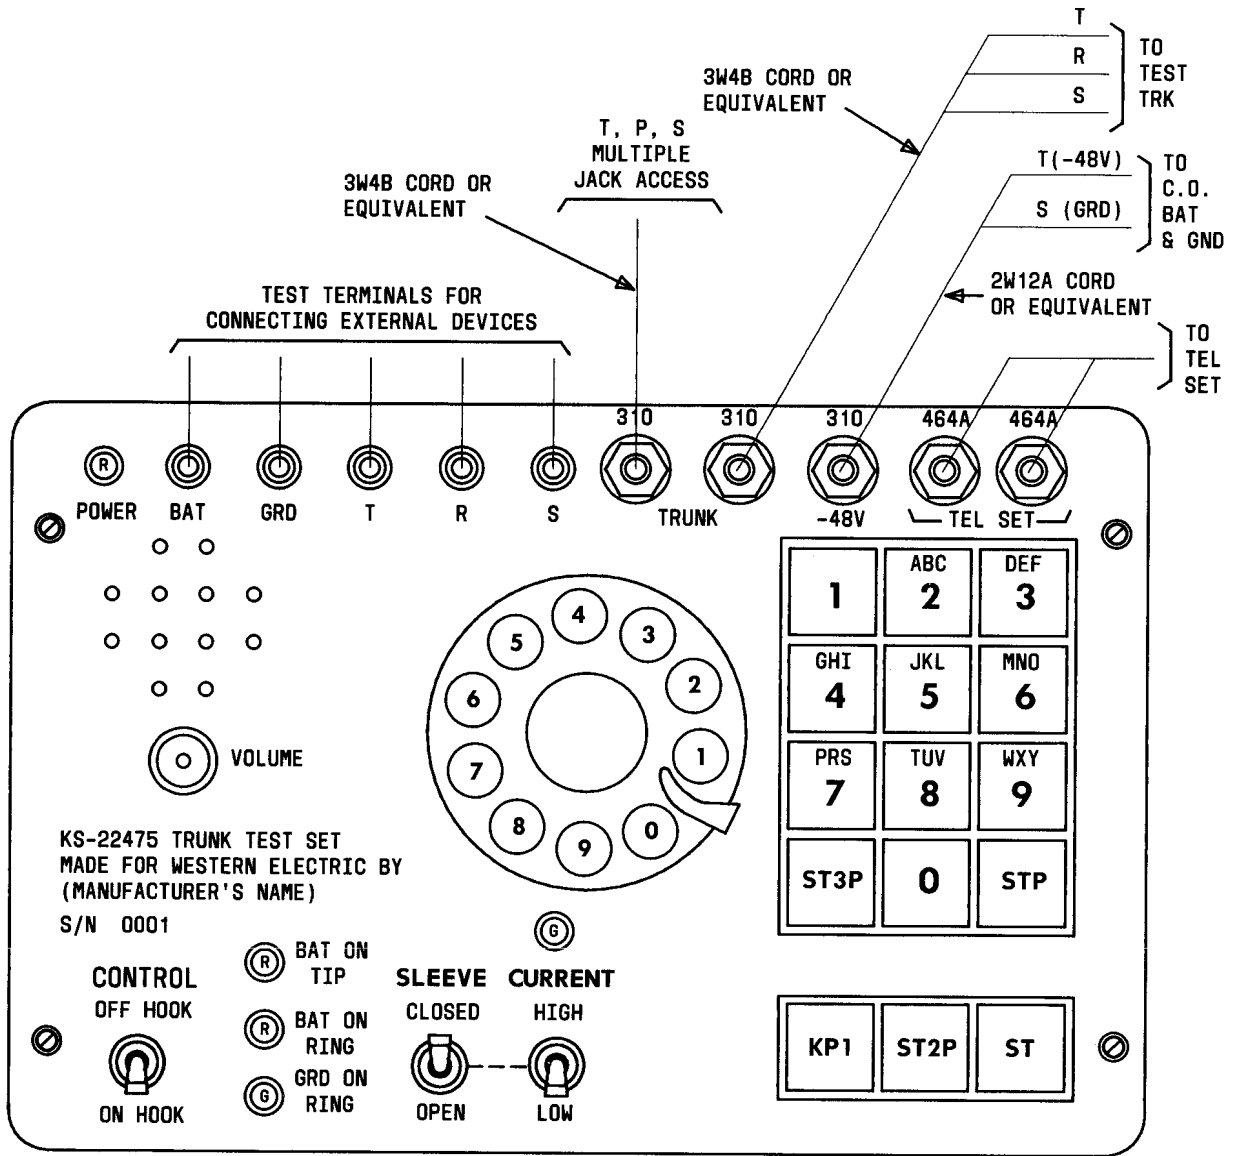 T
R
S
TO
TEST
TRK
3W4B CORD OR
EQUIVALENT
T, P, S
MULTIPLE
JACK ACCESS
3W4B CORD OR
EQUIVALENT
T(-48V)
S (GRD)
TO
C.O.
BAT
& GND
2W12A CORD
OR EQUIVALENT
TEST TERMINALS FOR
CONNECTING EXTERNAL DEVICES
TO
TEL
SET
310
310
310
464A
464A
R
POWER
BAT
GRD
T
R
S
TRUNK
-48V
TEL SET
1
ABC
2
DEF
3
GHI
4
JKL
5
MNO
6
PRS
7
TUV
8
WXY
9
ST3P
0
STP
4
3
5
2
6
1
7
0
8
9
VOLUME
KS-22475 TRUNK TEST SET
MADE FOR WESTERN ELECTRIC BY
(MANUFACTURER'S NAME)
S/N 0001
G
CONTROL
OFF HOOK
ON HOOK
R
BAT ON
TIP
R
BAT ON
RING
G
GRD ON
RING
SLEEVE CURRENT
CLOSED
HIGH
OPEN
LOW
KP1
ST2P
ST